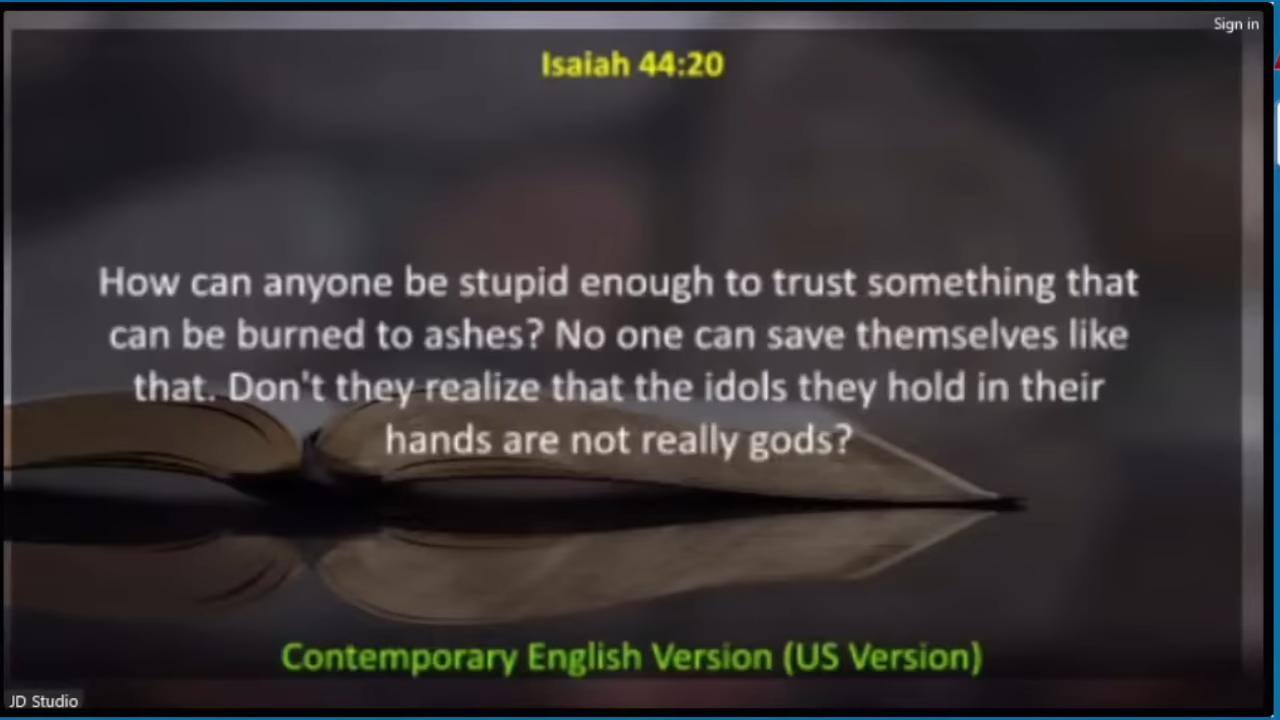 Sign in
Isaiah 44:20
How can anyone be stupid enough to trust something that
can be burned to ashes? No one can save themselves like
that. Don't they realize that the idols they hold in their
hands are not really gods?
Contemporary English Version (US Version)
JD Studio